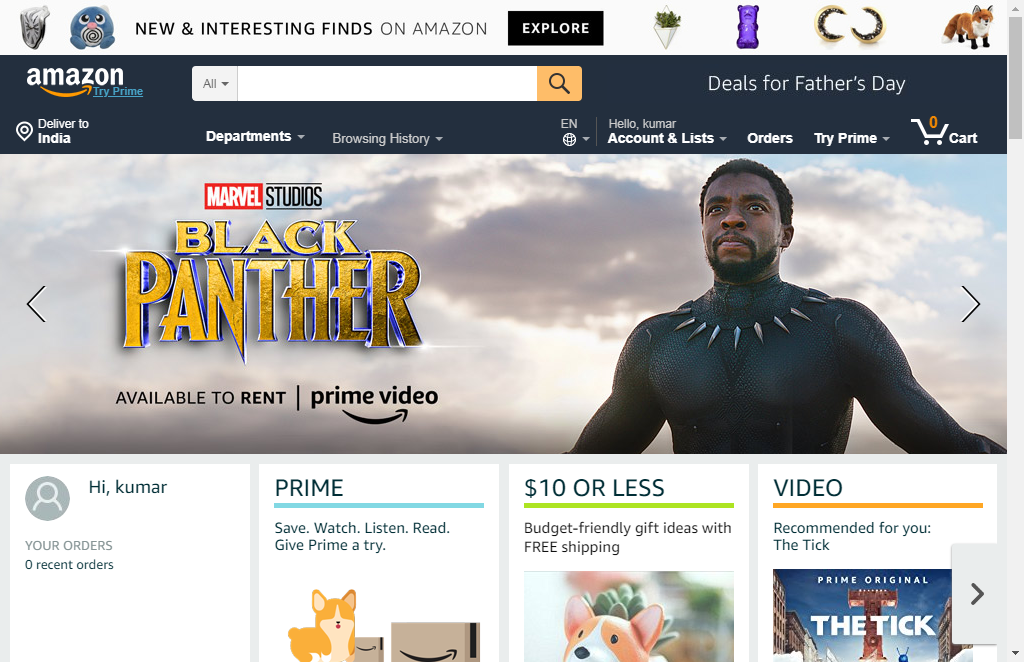 NEW & INTERESTING FINDS ON AMAZON EXPLORE
amazon
Try Prime
All
Deals for Father's Day
Deliver to
India
Departments
Browsing History
EN
Hello, kumar
Account & Lists
Orders
Try Prime
0
Cart
MARVEL STUDIOS
BLACK
PANTHER
AVAILABLE TO RENT | prime video
Hi, kumar
YOUR ORDERS
0 recent orders
PRIME
Save. Watch. Listen. Read.
Give Prime a try.
$10 OR LESS
Budget-friendly gift ideas with
FREE shipping
VIDEO
Recommended for you:
The Tick
PRIME ORIGINAL
THE TICK